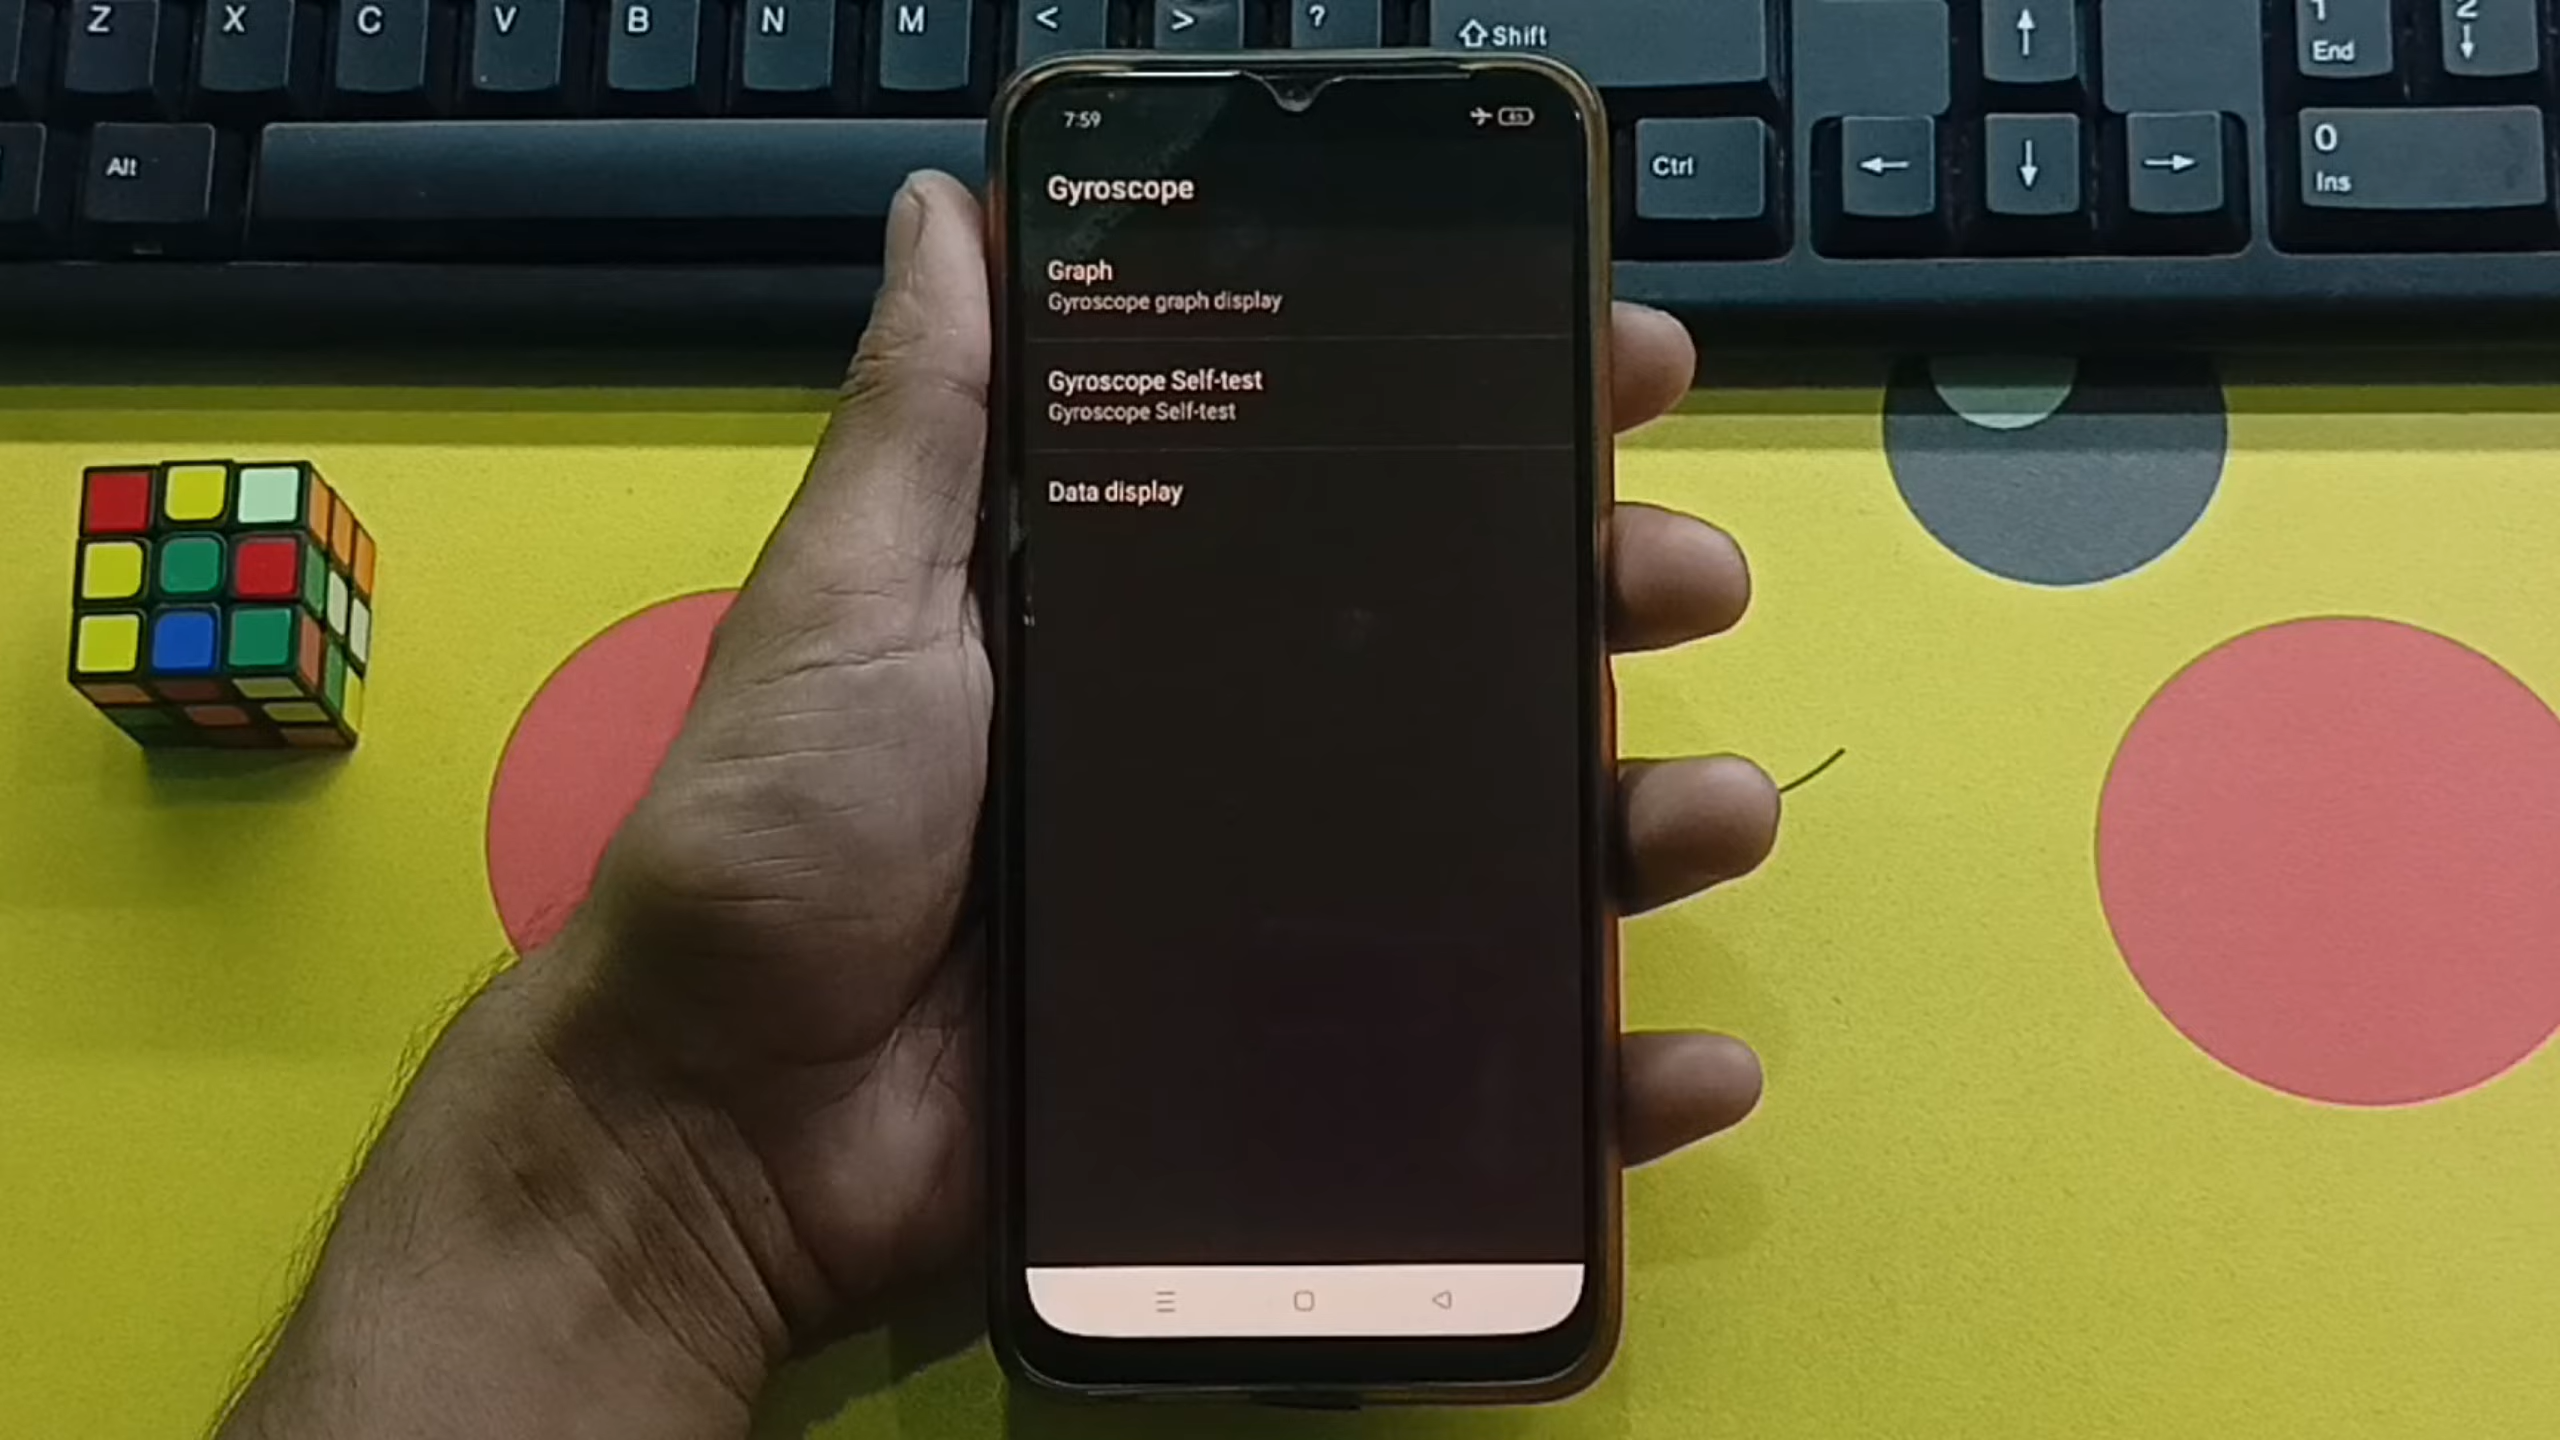 Z X C V B N M < > ? Shift
1 End 2
7:59
Alt
Ctrl
0 Ins
Gyroscope
Graph
Gyroscope graph display
Gyroscope Self-test
Gyroscope Self-test
Data display